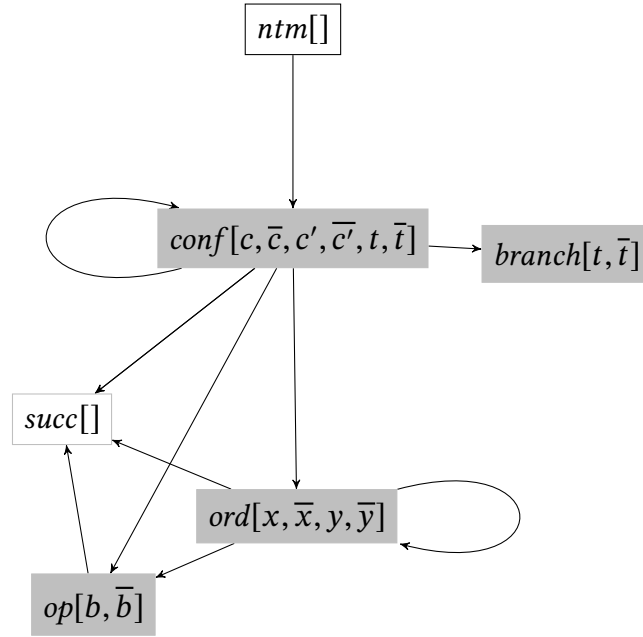 ntm[]
conf[c, c̅, c′, c̅′̅, t, t̅]
branch[t, t̅]
succ[]
ord[x, x̅, y, y̅]
op[b, b̅]